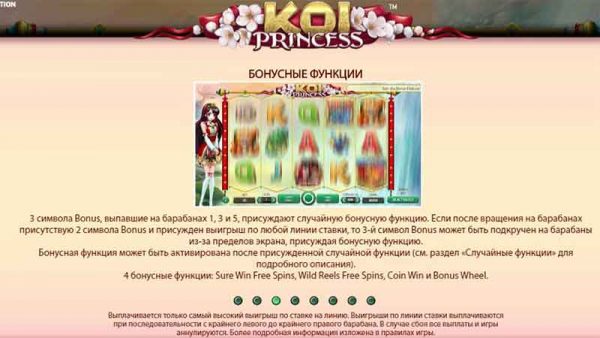 TION
KOI
PRINCESS™
БОНУСНЫЕ ФУНКЦИИ
KOI
PRINCESS
3 символа Bonus, выпавшие на барабанах 1, 3 и 5, присуждают случайную бонусную функцию. Если после вращения на барабанах
присутствую 2 символа Bonus и присужден выигрыш по любой линии ставки, то 3-й символ Bonus может быть подкручен на барабаны
из-за пределов экрана, присуждая бонусную функцию.
Бонусная функция может быть активирована после присужденной случайной функции (см. раздел «Случайные функции» для
подробного описания).
4 бонусные функции: Sure Win Free Spins, Wild Reels Free Spins, Coin Win и Bonus Wheel.
Выплачивается только самый высокий выигрыш по ставке на линию. Выигрыши по линии ставки выплачиваются
при последовательности с крайнего левого до крайнего правого барабана. В случае сбоя все выплаты и игры
аннулируются. Более подробная информация изложена в правилах игры.